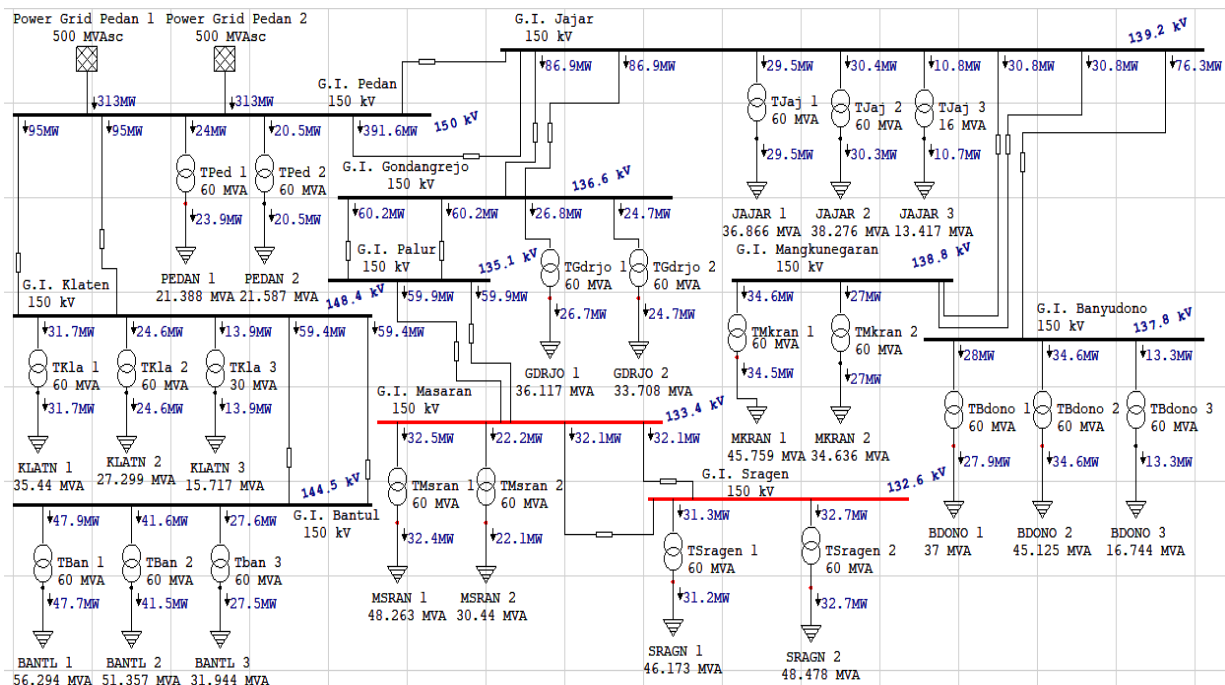 Power Grid Pedan 1
500 MVAsc
Power Grid Pedan 2
500 MVAsc
313MW
313MW
G.I. Pedan
150 kV
150 kV
95MW
95MW
24MW
20.5MW
391.6MW
TPed 1
60 MVA
TPed 2
60 MVA
23.9MW
20.5MW
PEDAN 1
21.388 MVA
PEDAN 2
21.587 MVA
G.I. Jajar
150 kV
139.2 kV
86.9MW
86.9MW
29.5MW
30.4MW
10.8MW
30.8MW
30.8MW
76.3MW
TJaj 1
60 MVA
TJaj 2
60 MVA
TJaj 3
16 MVA
29.5MW
30.3MW
10.7MW
JAJAR 1
36.866 MVA
JAJAR 2
38.276 MVA
JAJAR 3
13.417 MVA
G.I. Gondangrejo
150 kV
136.6 kV
60.2MW
60.2MW
26.8MW
24.7MW
TGdrjo 1
60 MVA
TGdrjo 2
60 MVA
26.7MW
24.7MW
GDRJO 1
36.117 MVA
GDRJO 2
33.708 MVA
G.I. Palur
150 kV
135.1 kV
59.9MW
59.9MW
G.I. Mangkunegaran
150 kV
138.8 kV
34.6MW
27MW
TMkran 1
60 MVA
TMkran 2
60 MVA
34.5MW
27MW
MKRAN 1
45.759 MVA
MKRAN 2
34.636 MVA
G.I. Banyudono
150 kV
137.8 kV
28MW
34.6MW
13.3MW
TBdono 1
60 MVA
TBdono 2
60 MVA
TBdono 3
60 MVA
27.9MW
34.6MW
13.3MW
BDONO 1
37 MVA
BDONO 2
45.125 MVA
BDONO 3
16.744 MVA
G.I. Klaten
150 kV
148.4 kV
31.7MW
24.6MW
13.9MW
59.4MW
59.4MW
TKla 1
60 MVA
TKla 2
60 MVA
TKla 3
30 MVA
31.7MW
24.6MW
13.9MW
KLATN 1
35.44 MVA
KLATN 2
27.299 MVA
KLATN 3
15.717 MVA
G.I. Masaran
150 kV
133.4 kV
32.5MW
22.2MW
32.1MW
32.1MW
TMsran 1
60 MVA
TMsran 2
60 MVA
32.4MW
22.1MW
MSRAN 1
48.263 MVA
MSRAN 2
30.44 MVA
G.I. Sragen
150 kV
132.6 kV
31.3MW
32.7MW
TSragen 1
60 MVA
TSragen 2
60 MVA
31.2MW
32.7MW
SRAGN 1
46.173 MVA
SRAGN 2
48.478 MVA
144.5 kV
G.I. Bantul
150 kV
47.9MW
41.6MW
27.6MW
TBan 1
60 MVA
TBan 2
60 MVA
Tban 3
60 MVA
47.7MW
41.5MW
27.5MW
BANTL 1
56.294 MVA
BANTL 2
51.357 MVA
BANTL 3
31.944 MVA